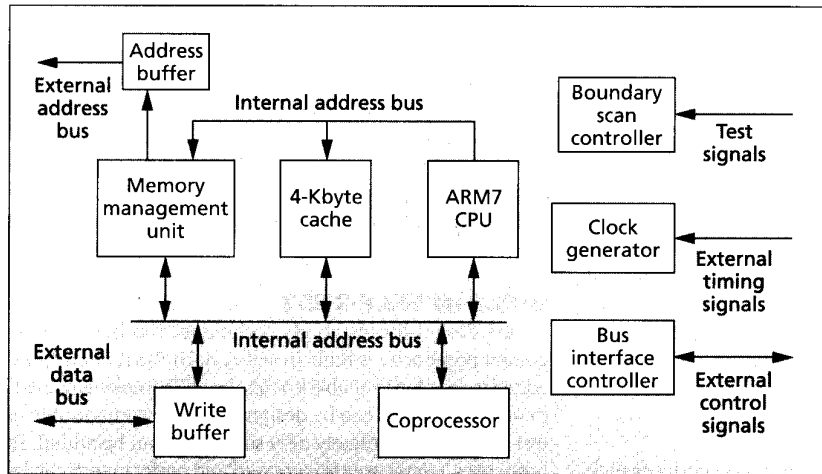 Address
buffer
External
address
bus
Internal address bus
Boundary
scan
controller
Test
signals
Memory
management
unit
4-Kbyte
cache
ARM7
CPU
Clock
generator
External
timing
signals
Internal address bus
External
data
bus
Write
buffer
Coprocessor
Bus
interface
controller
External
control
signals